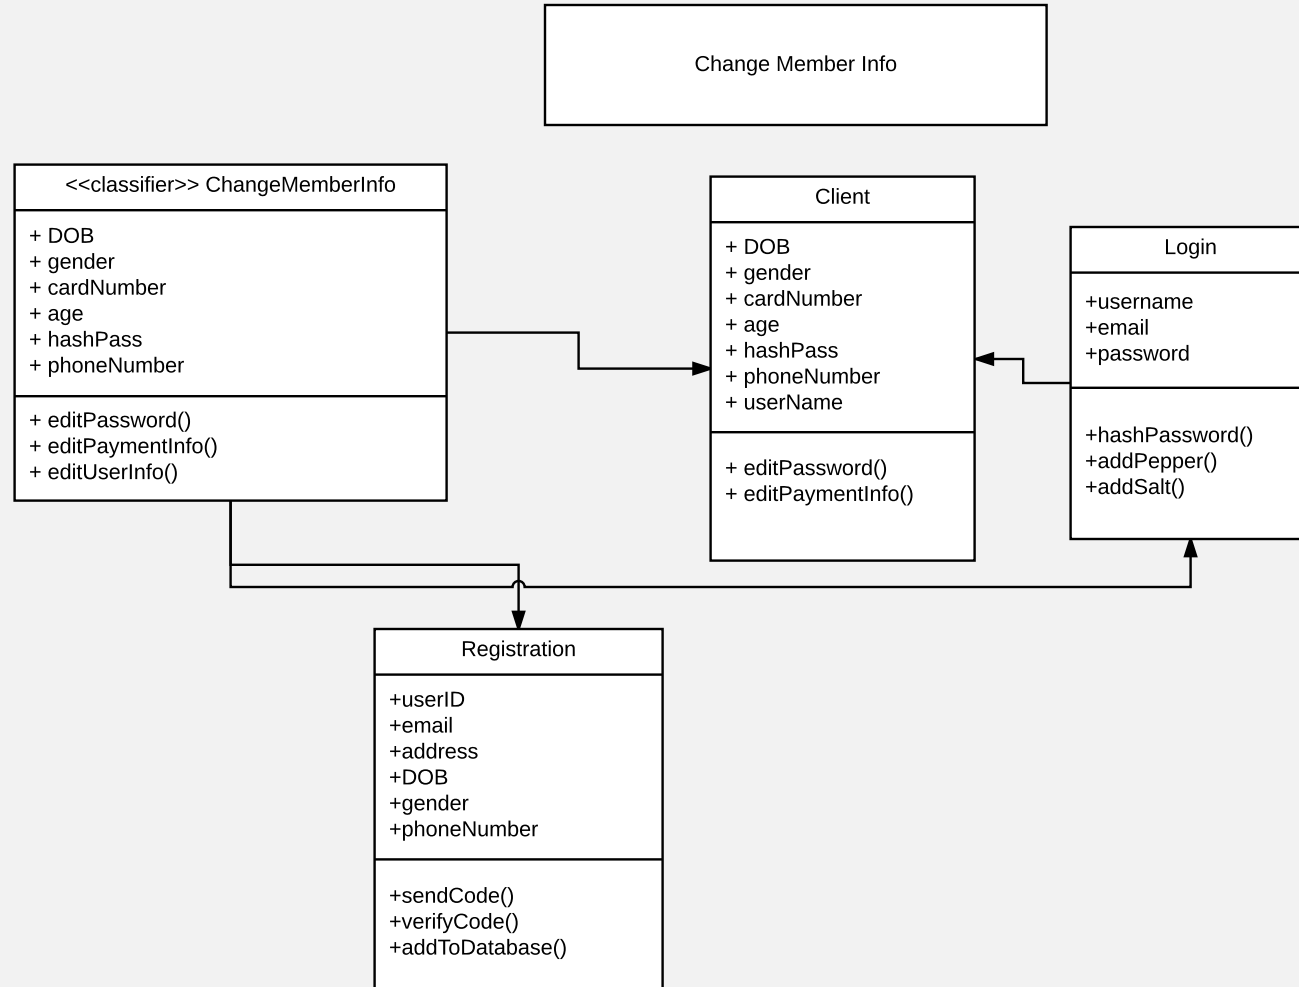 Change Member Info
<<classifier>> ChangeMemberInfo
+ DOB
+ gender
+ cardNumber
+ age
+ hashPass
+ phoneNumber
+ editPassword()
+ editPaymentInfo()
+ editUserInfo()
Client
+ DOB
+ gender
+ cardNumber
+ age
+ hashPass
+ phoneNumber
+ userName
+ editPassword()
+ editPaymentInfo()
Login
+username
+email
+password
+hashPassword()
+addPepper()
+addSalt()
Registration
+userID
+email
+address
+DOB
+gender
+phoneNumber
+sendCode()
+verifyCode()
+addToDatabase()